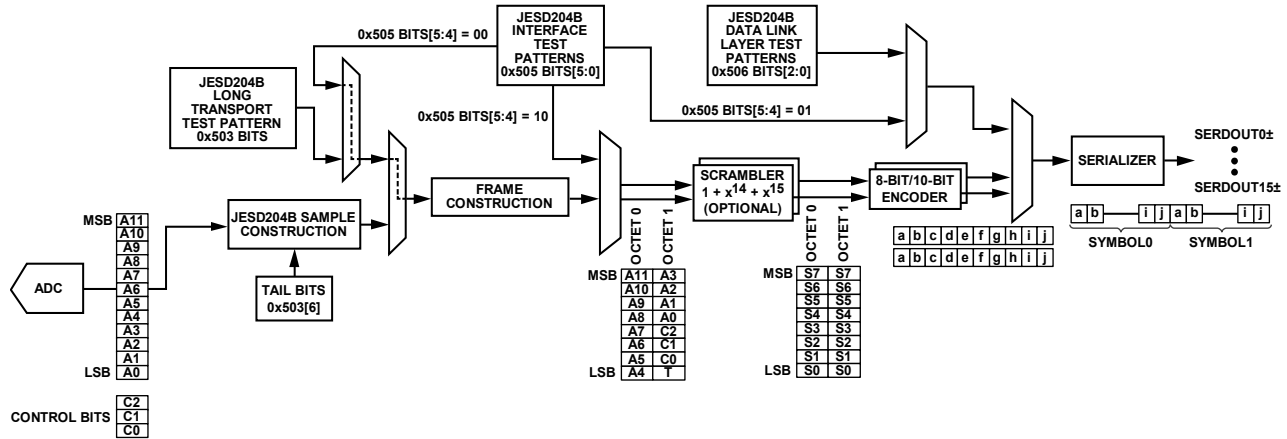 0x505 BITS[5:4] = 00
JESD204B
INTERFACE
TEST
PATTERNS
0x505 BITS[5:0]
JESD204B
DATA LINK
LAYER TEST
PATTERNS
0x506 BITS[2:0]
JESD204B
LONG
TRANSPORT
TEST PATTERN
0x503 BITS
0x505 BITS[5:4] = 10
0x505 BITS[5:4] = 01
SERIALIZER
SERDOUT0±
SERDOUT15±
FRAME
CONSTRUCTION
SCRAMBLER
1 + x14 + x15
(OPTIONAL)
8-BIT/10-BIT
ENCODER
JESD204B SAMPLE
CONSTRUCTION
TAIL BITS
0x503[6]
ADC
MSB A11
A10
A9
A8
A7
A6
A5
A4
A3
A2
A1
LSB A0
CONTROL BITS
C2
C1
C0
OCTET 0
OCTET 1
MSB A11 A3
A10 A2
A9 A1
A8 A0
A7 C2
A6 C1
A5 C0
LSB A4 T
OCTET 0
OCTET 1
MSB S7 S7
S6 S6
S5 S5
S4 S4
S3 S3
S2 S2
S1 S1
LSB S0 S0
a b c d e f g h i j
a b c d e f g h i j
a b i j a b i j
SYMBOL0 SYMBOL1